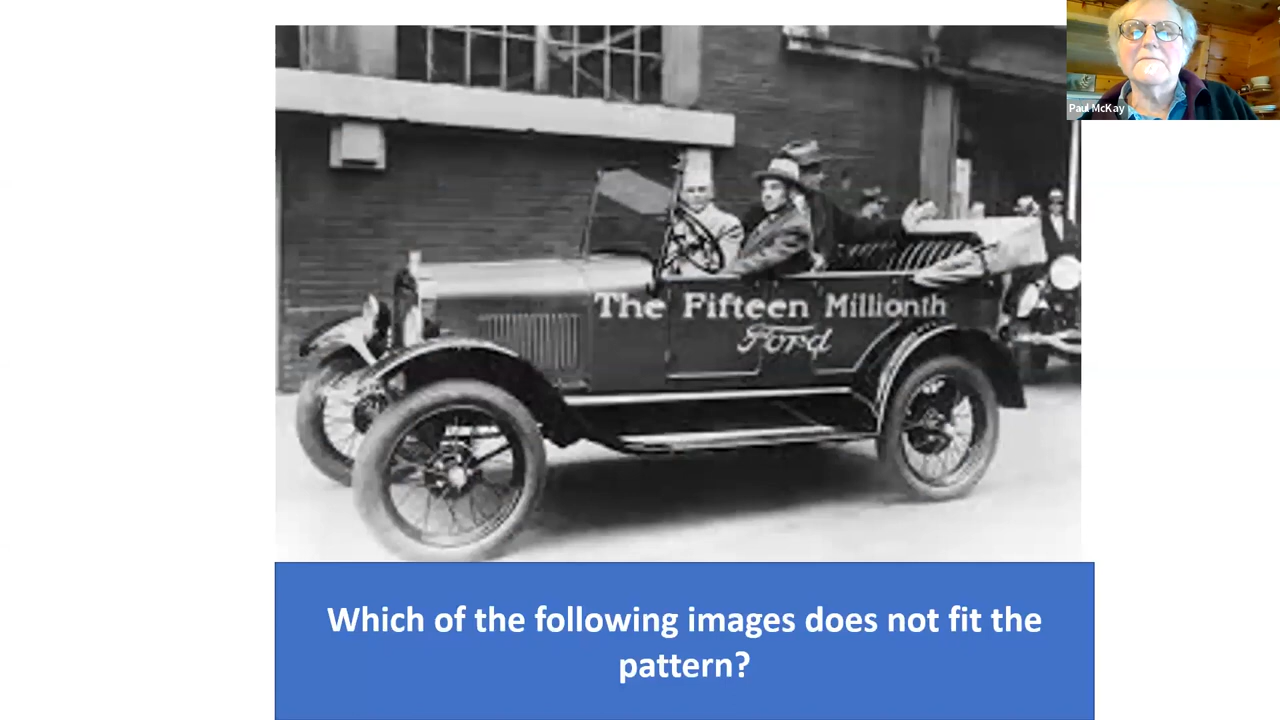 Paul McKay
The Fifteen Millionth
Ford
Which of the following images does not fit the
pattern?